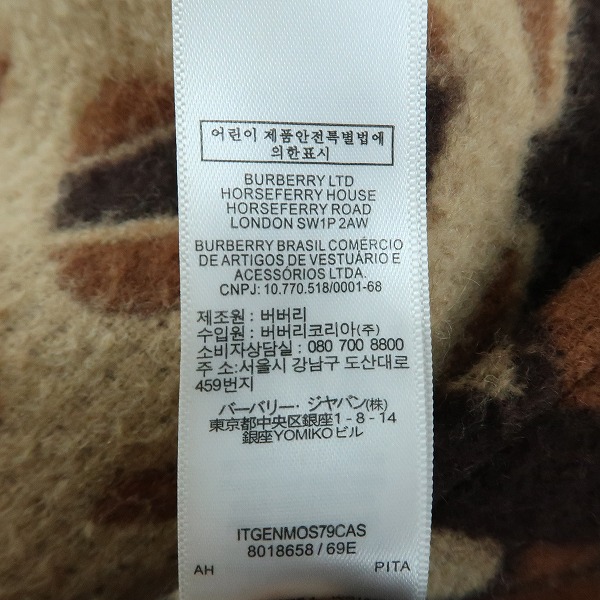 어린이 제품안전특별법에
의한표시
BURBERRY LTD
HORSEFERRY HOUSE
HORSEFERRY ROAD
LONDON SW1P 2AW
BURBERRY BRASIL COMÉRCIO
DE ARTIGOS DE VESTUÁRIO E
ACESSÓRIOS LTDA.
CNPJ: 10.770.518/0001-68
제조원 : 버버리
수입원 : 버버리코리아(주)
소비자상담실 : 080 700 8800
주 소:서울시 강남구 도산대로
459번지
バーバリー・ジャパン(株)
東京都中央区銀座1-8-14
銀座YOMIKOビル
ITGENMOS79CAS
8018658 / 69E
AH PITA